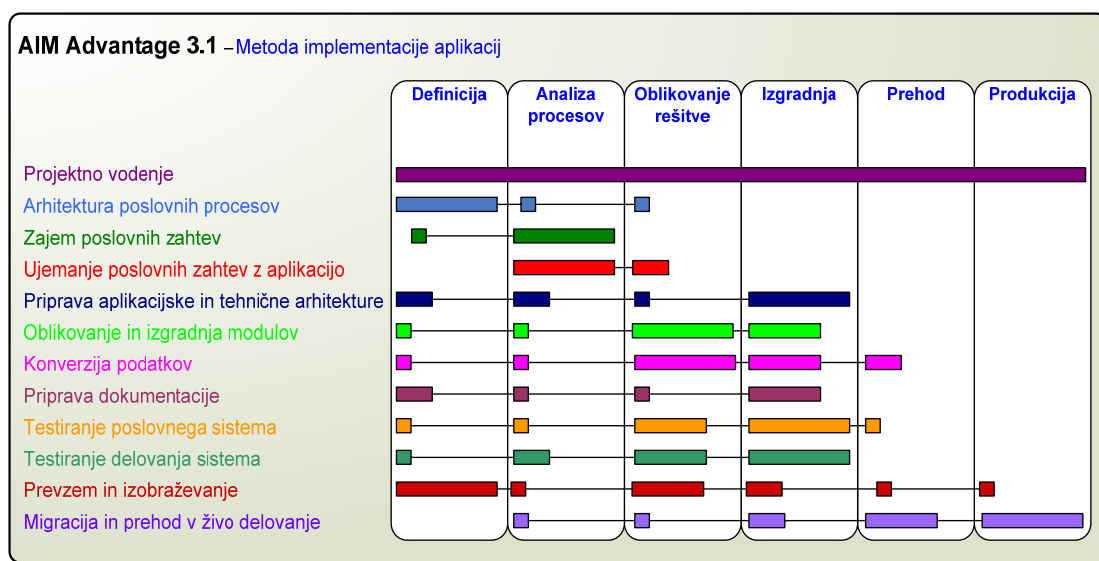 AIM Advantage 3.1 – Metoda implementacije aplikacij
Definicija
Analiza
procesov
Oblikovanje
rešitve
Izgradnja
Prehod
Produkcija
Projektno vodenje
Arhitektura poslovnih procesov
Zajem poslovnih zahtev
Ujemanje poslovnih zahtev z aplikacijo
Priprava aplikacijske in tehnične arhitekture
Oblikovanje in izgradnja modulov
Konverzija podatkov
Priprava dokumentacije
Testiranje poslovnega sistema
Testiranje delovanja sistema
Prevzem in izobraževanje
Migracija in prehod v živo delovanje